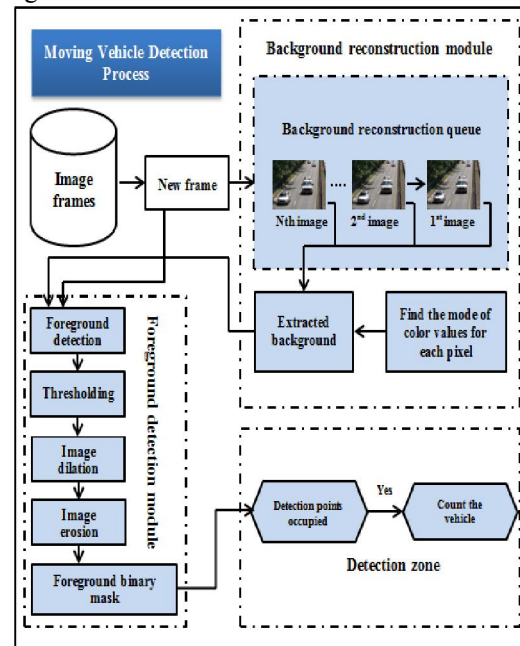 Moving Vehicle Detection
Process
Background reconstruction module
Background reconstruction queue
Image
frames
New frame
....
Nth image
2nd image
1st image
Foreground
detection
Thresholding
Image
dilation
Image
erosion
Foreground binary
mask
Foreground detection module
Extracted
background
Find the mode of
color values for
each pixel
Detection points
occupied
Yes
Count the
vehicle
Detection zone